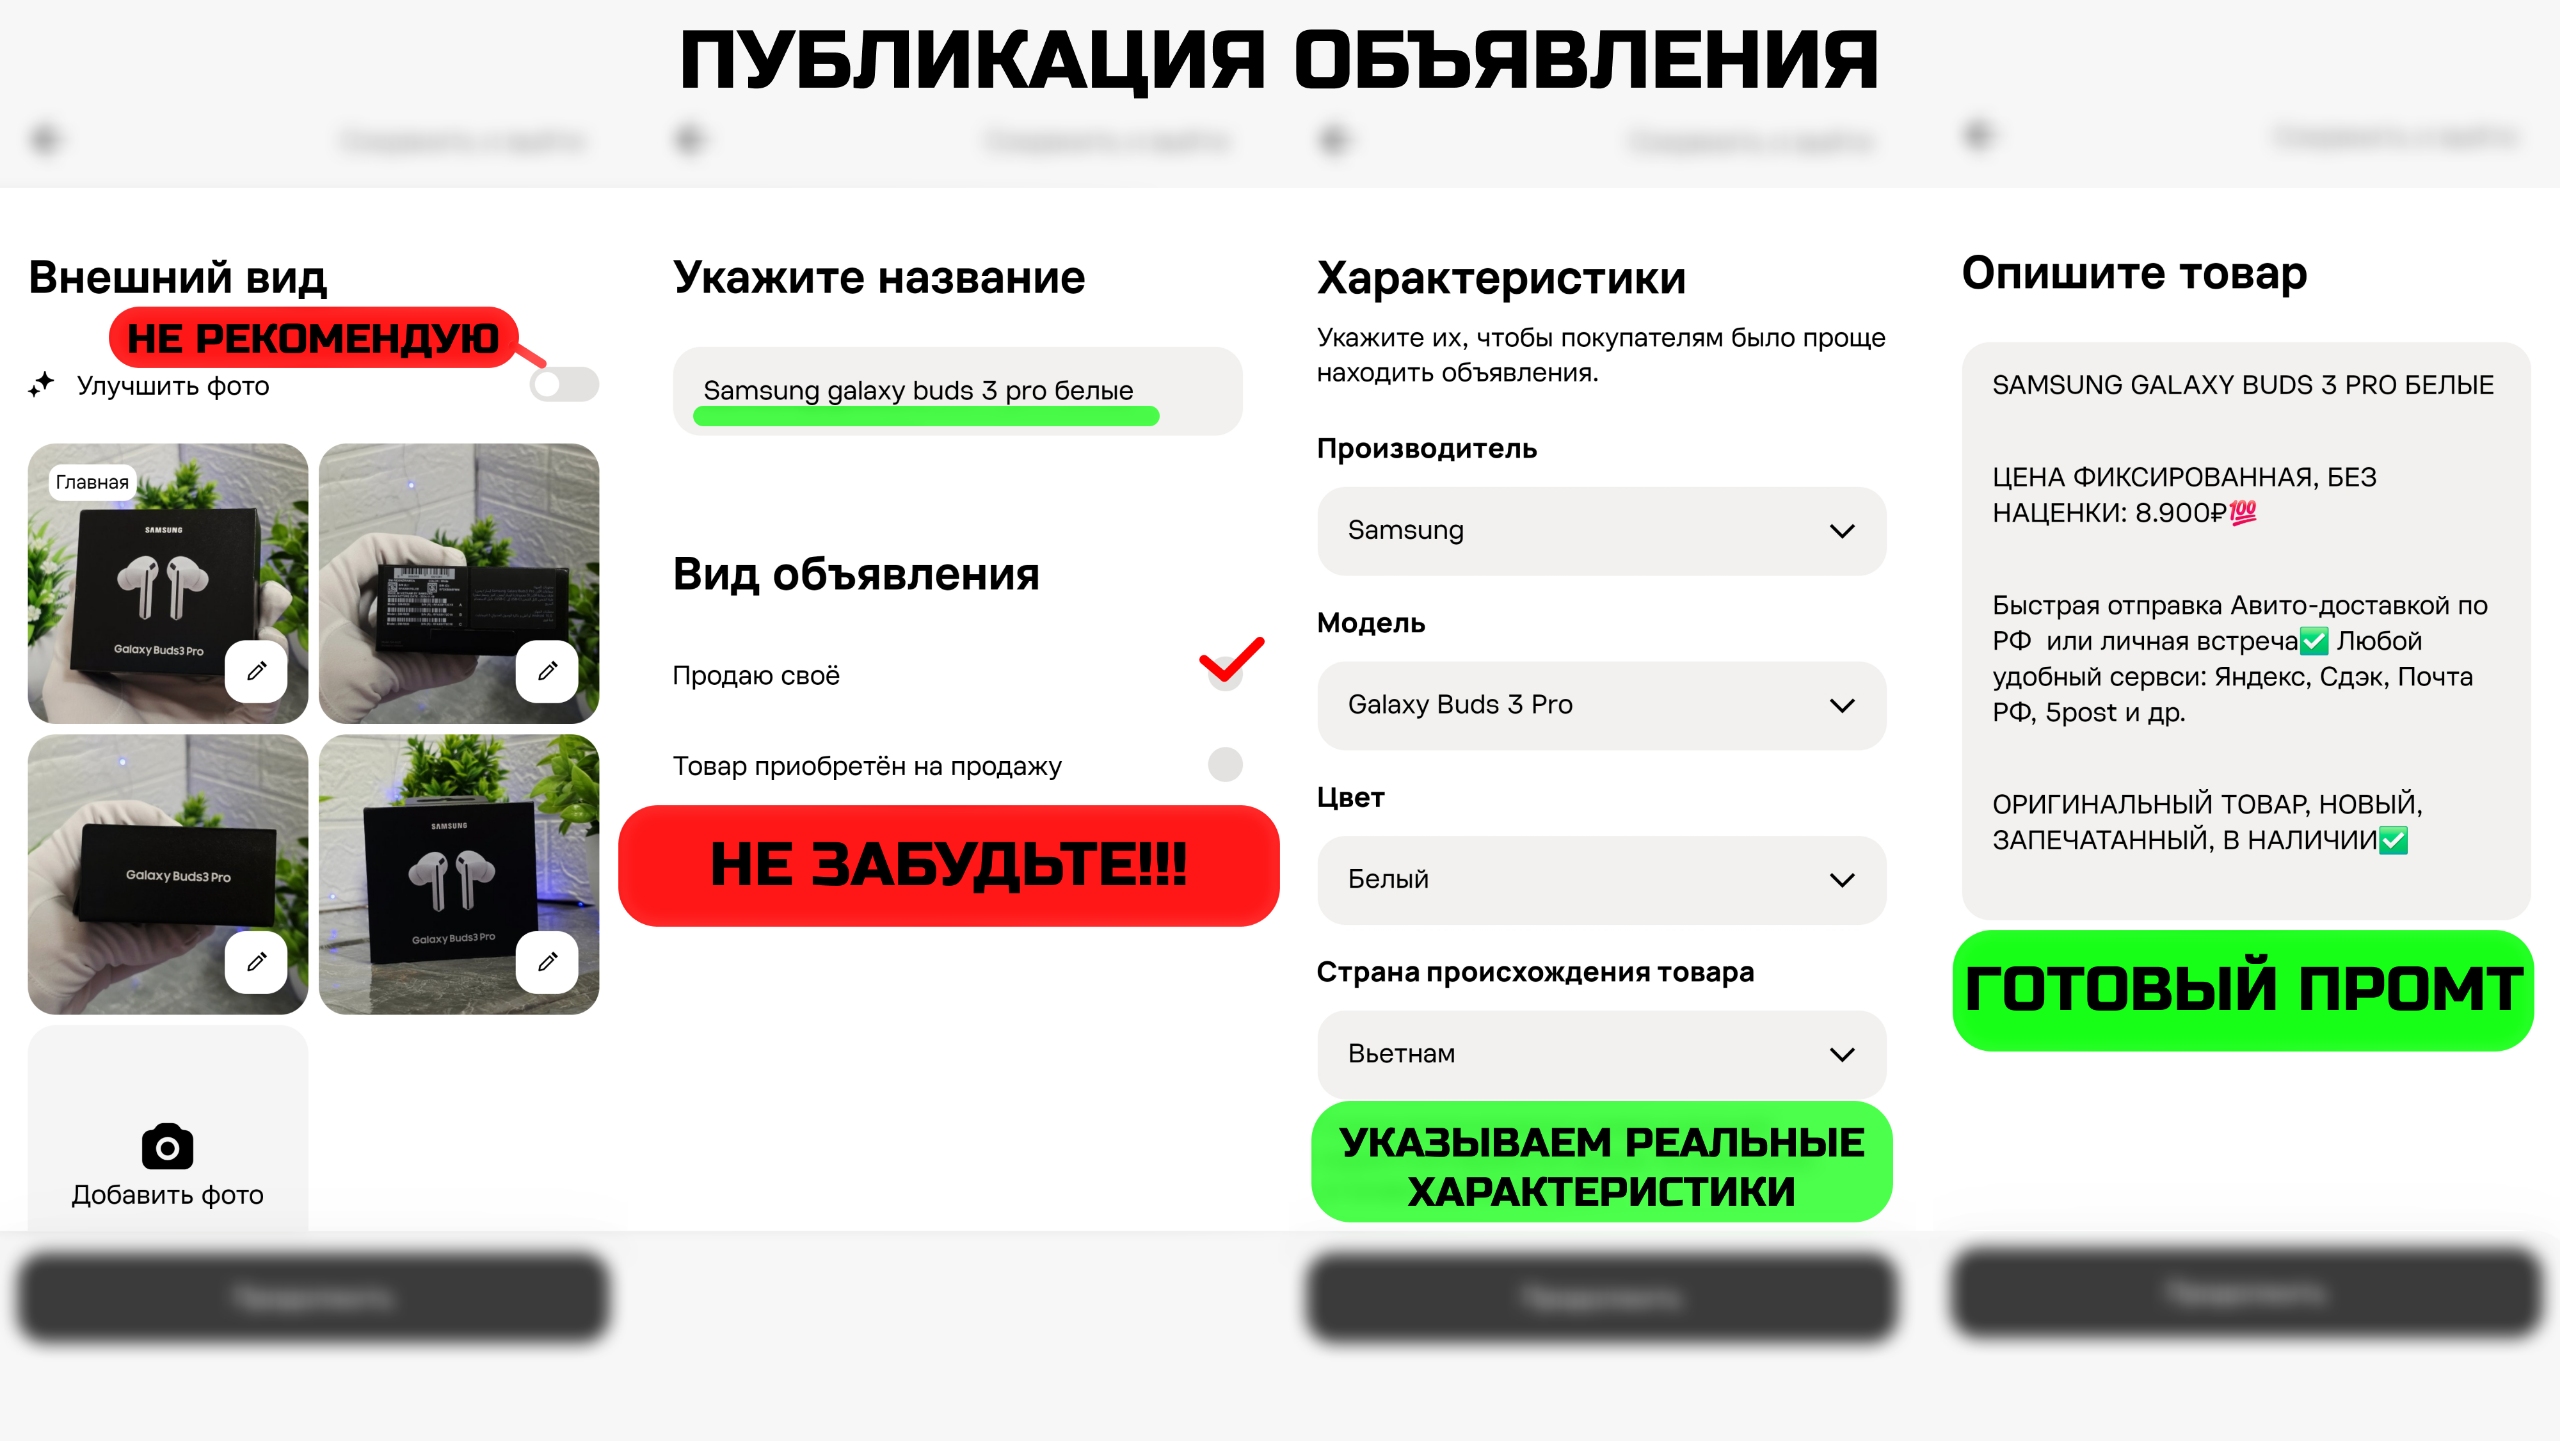 ПУБЛИКАЦИЯ ОБЪЯВЛЕНИЯ
Внешний вид
НЕ РЕКОМЕНДУЮ
Улучшить фото
Главная
SAMSUNG
Galaxy Buds3 Pro
Galaxy Buds3 Pro
SAMSUNG
Galaxy Buds3 Pro
Добавить фото
Укажите название
Samsung galaxy buds 3 pro белые
Вид объявления
Продаю своё
Товар приобретён на продажу
НЕ ЗАБУДЬТЕ!!!
Характеристики
Укажите их, чтобы покупателям было проще
находить объявления.
Производитель
Samsung
Модель
Galaxy Buds 3 Pro
Цвет
Белый
Страна происхождения товара
Вьетнам
УКАЗЫВАЕМ РЕАЛЬНЫЕ
ХАРАКТЕРИСТИКИ
Опишите товар
SAMSUNG GALAXY BUDS 3 PRO БЕЛЫЕ
ЦЕНА ФИКСИРОВАННАЯ, БЕЗ
НАЦЕНКИ: 8.900₽💯
Быстрая отправка Авито-доставкой по
РФ  или личная встреча✅ Любой
удобный сервси: Яндекс, Сдэк, Почта
РФ, 5post и др.
ОРИГИНАЛЬНЫЙ ТОВАР, НОВЫЙ,
ЗАПЕЧАТАННЫЙ, В НАЛИЧИИ✅
ГОТОВЫЙ ПРОМТ